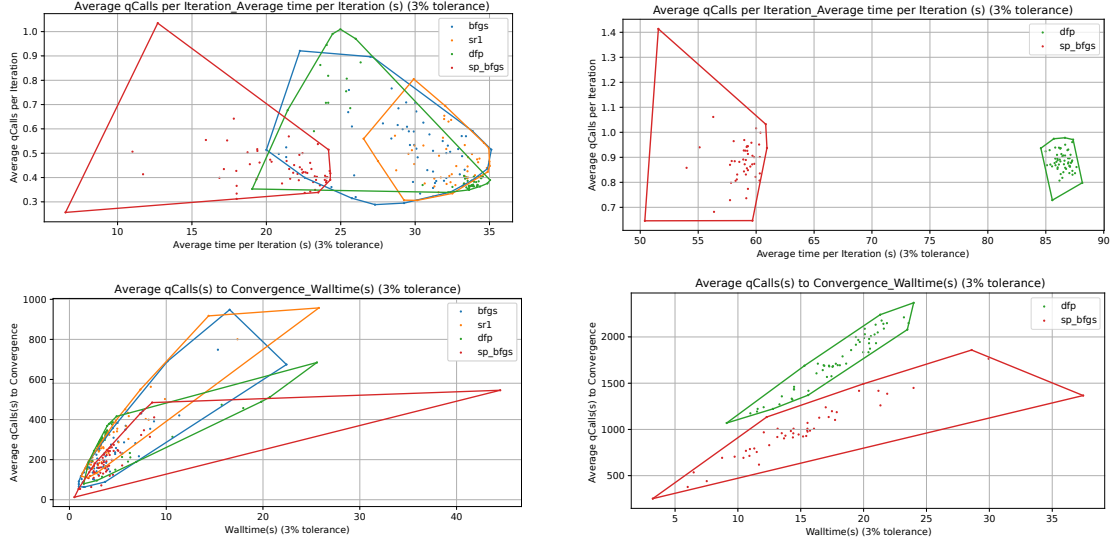 Average qCalls per Iteration_Average time per Iteration (s) (3% tolerance)
1.0
0.9
0.8
0.7
0.6
0.5
0.4
0.3
Average qCalls per Iteration
bfgs
sr1
dfp
sp_bfgs
10 15 20 25 30 35
Average time per Iteration (s) (3% tolerance)
Average qCalls per Iteration_Average time per Iteration (s) (3% tolerance)
1.4
1.3
1.2
1.1
1.0
0.9
0.8
0.7
Average qCalls per Iteration
dfp
sp_bfgs
50 55 60 65 70 75 80 85 90
Average time per Iteration (s) (3% tolerance)
Average qCalls(s) to Convergence_Walltime(s) (3% tolerance)
1000
800
600
400
200
0
Average qCalls(s) to Convergence
bfgs
sr1
dfp
sp_bfgs
0 10 20 30 40
Walltime(s) (3% tolerance)
Average qCalls(s) to Convergence_Walltime(s) (3% tolerance)
2000
1500
1000
500
Average qCalls(s) to Convergence
dfp
sp_bfgs
5 10 15 20 25 30 35
Walltime(s) (3% tolerance)